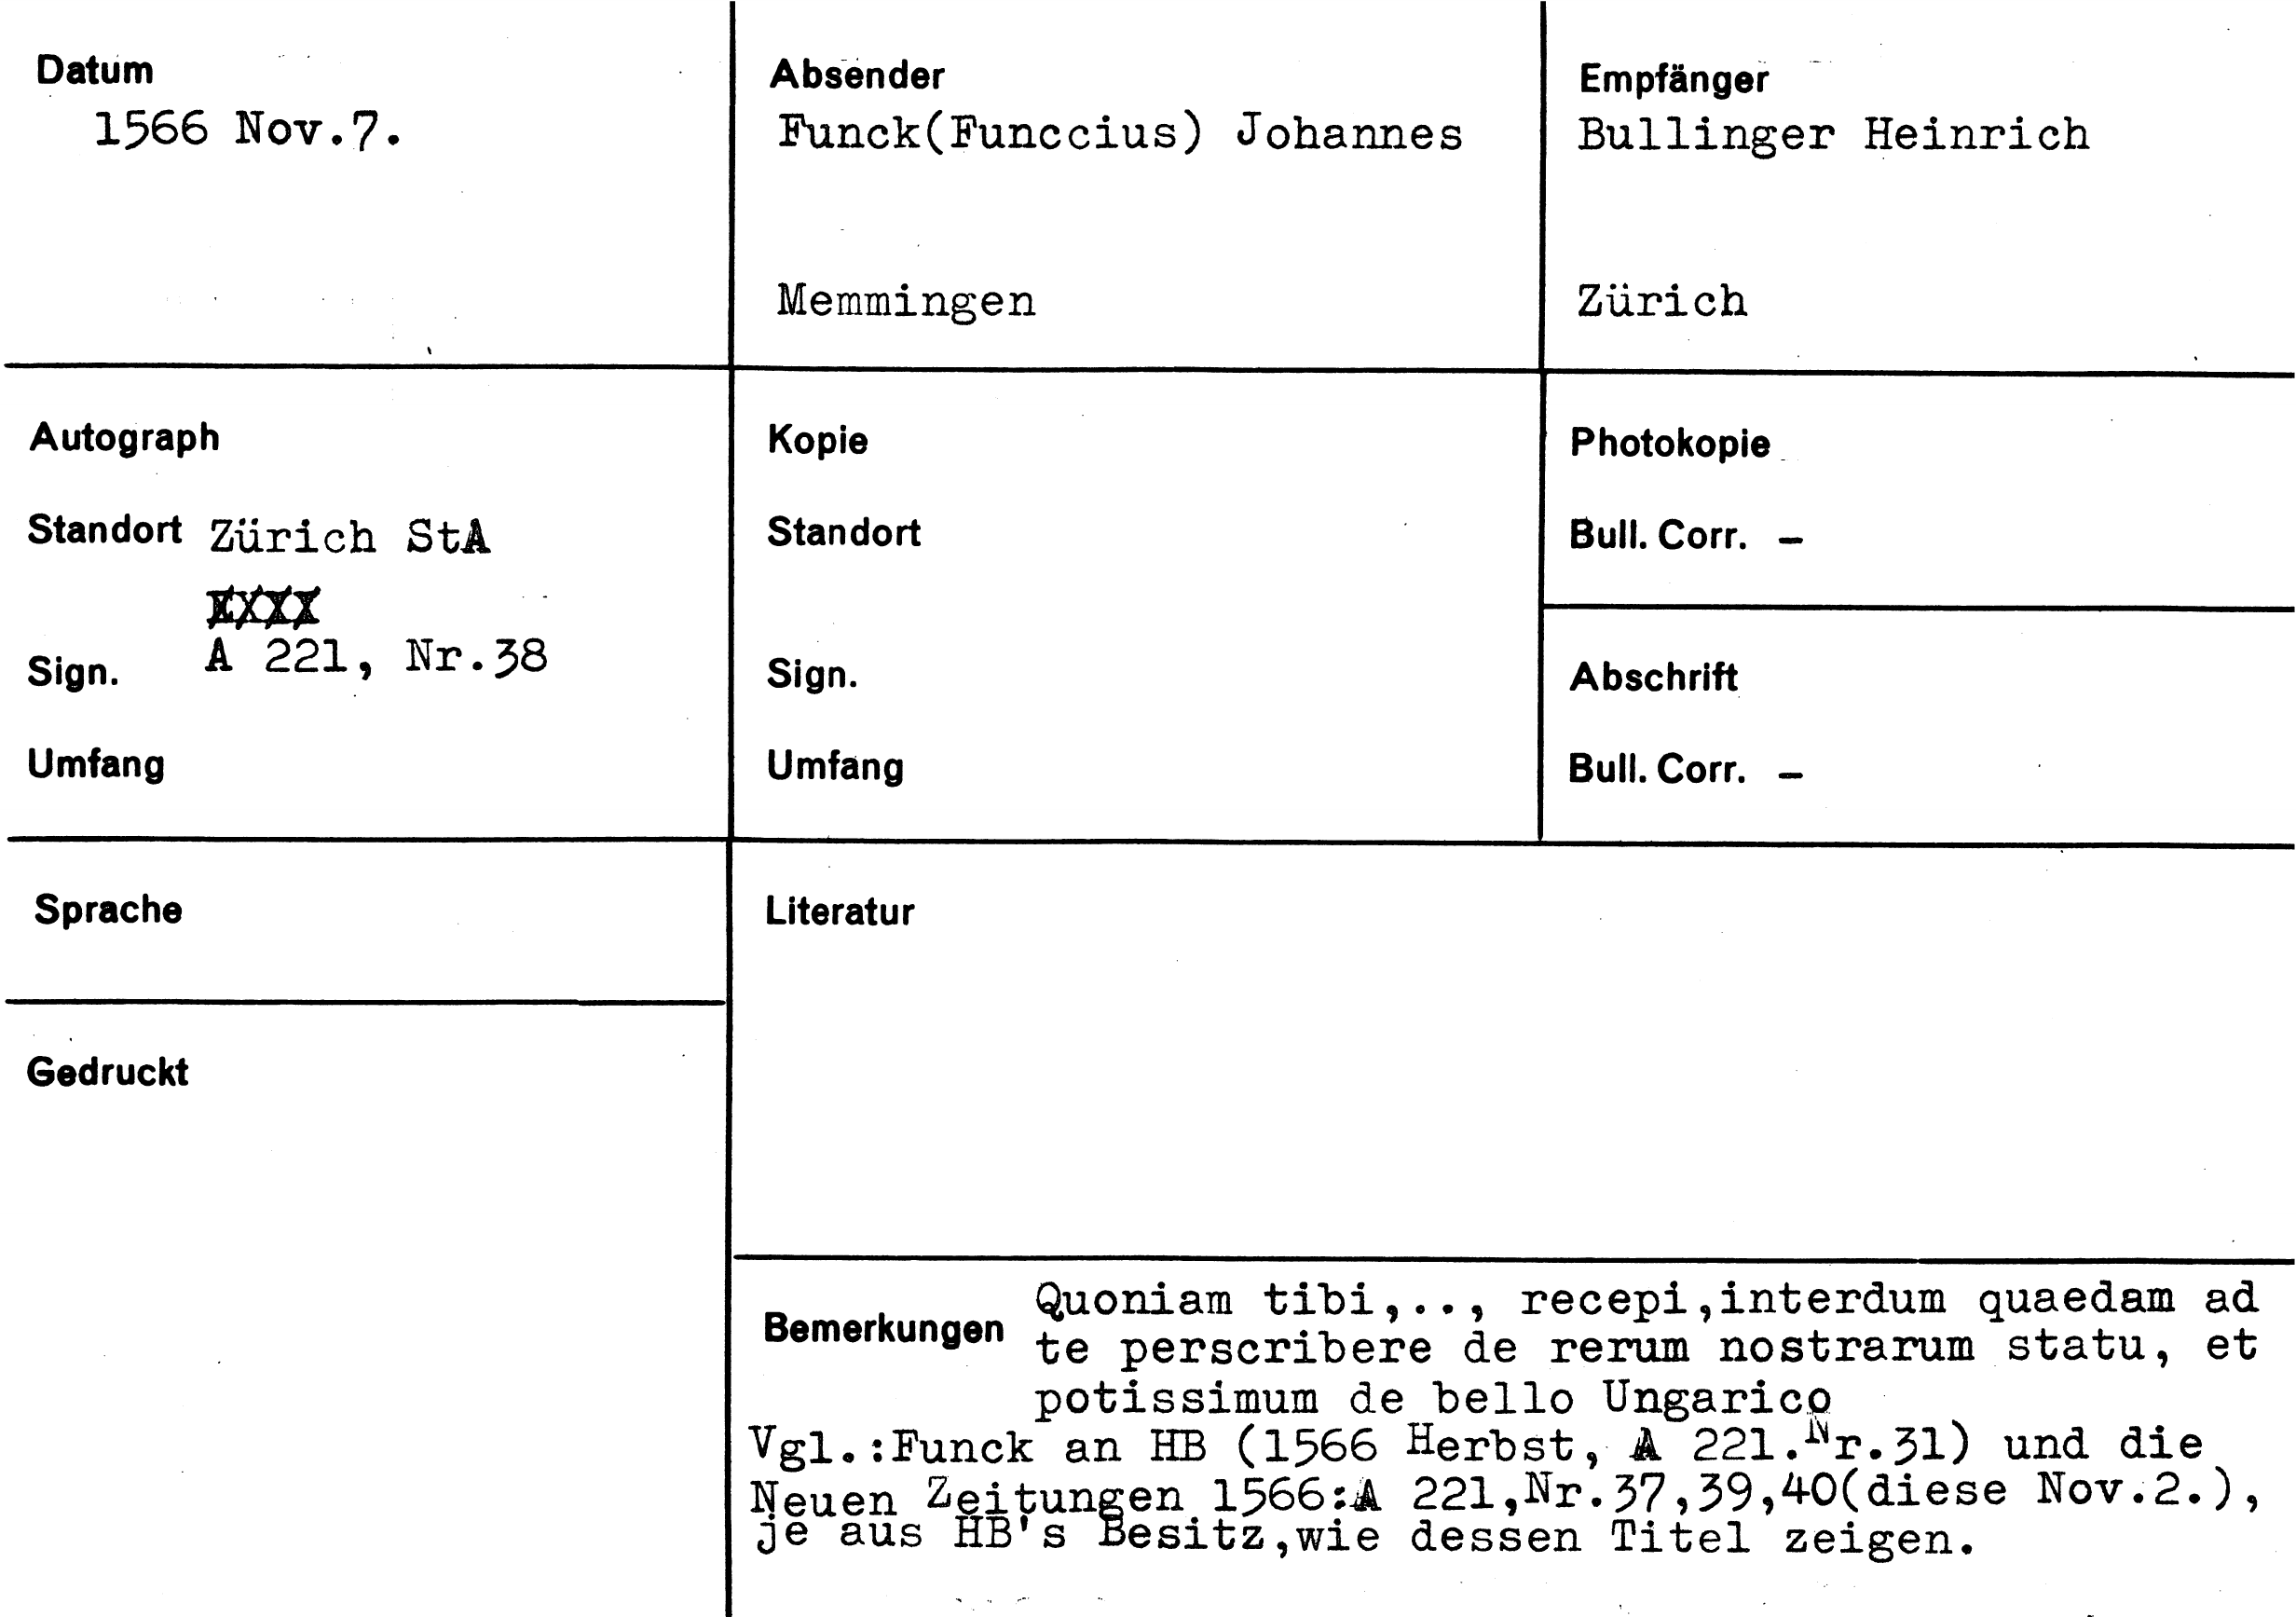 Datum
1566 Nov.7.
Absender
Funck(Funccius) Johannes
Memmingen
Empfänger
Bullinger Heinrich
Zürich
Autograph
Standort Zürich StA
Sign. A 221, Nr.38
Umfang
Kopie
Standort
Sign.
Umfang
Photokopie
Bull. Corr. –
Abschrift
Bull. Corr. –
Sprache
Literatur
Gedruckt
Bemerkungen Quoniam tibi,.., recepi,interdum quaedam ad
te perscribere de rerum nostrarum statu, et
potissimum de bello Ungarico
Vgl.:Funck an HB (1566 Herbst, A 221.Nr.31) und die
Neuen Zeitungen 1566:A 221,Nr.37,39,40(diese Nov.2.),
je aus HB's Besitz,wie dessen Titel zeigen.